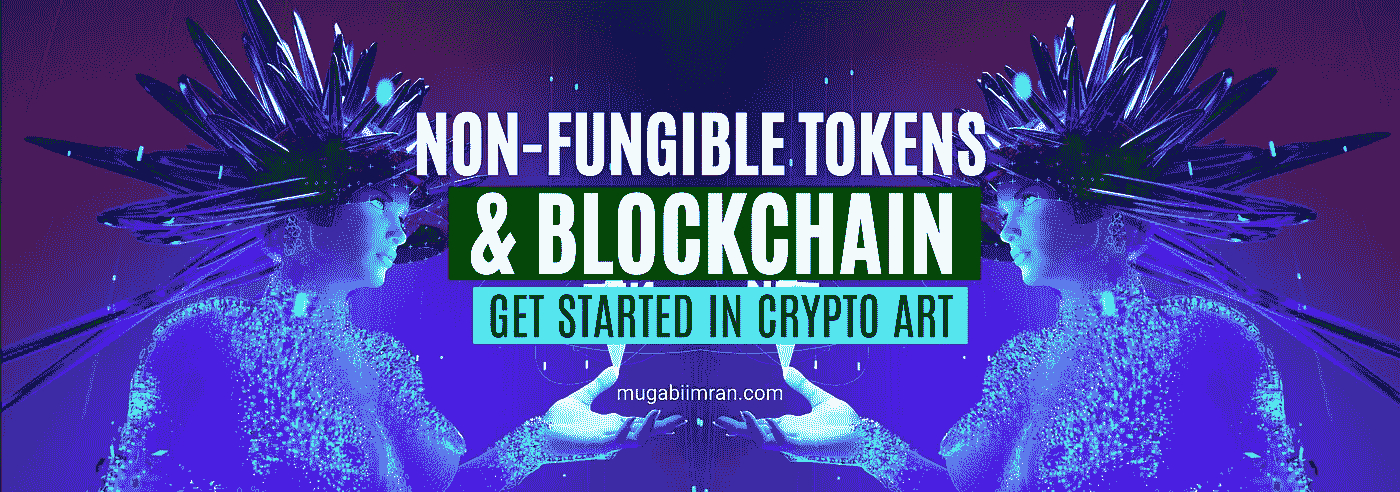 NON-FUNGIBLE TOKENS
& BLOCKCHAIN
GET STARTED IN CRYPTO ART
mugabiimran.com